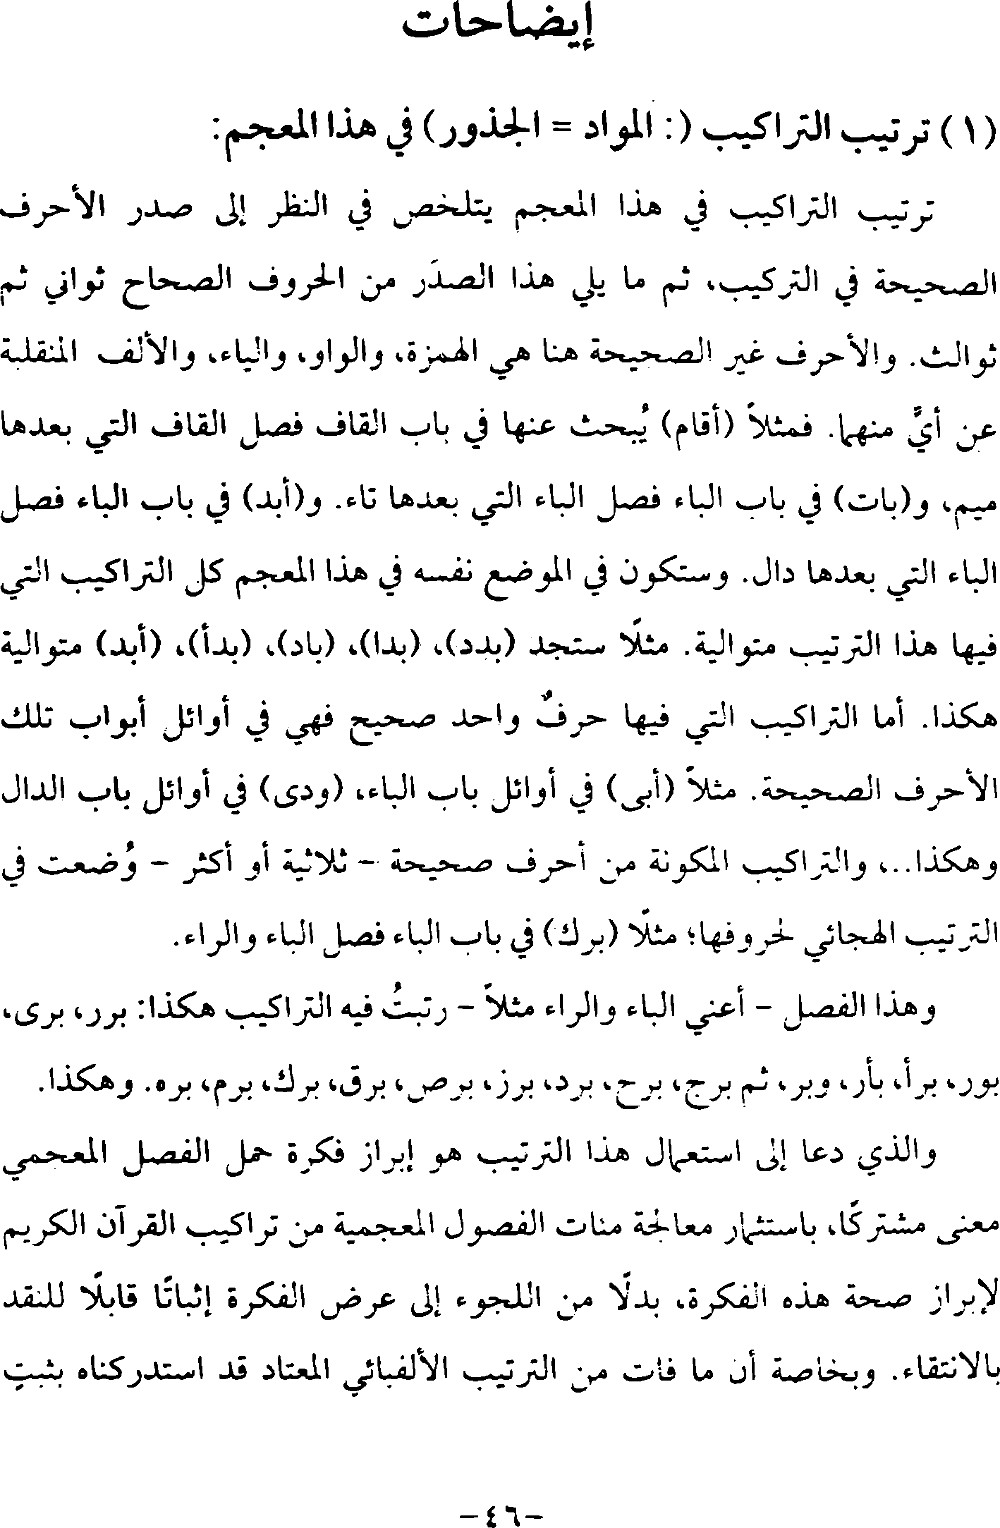 إيضاحات
(١) ترتيب التراكيب (: المواد = الجذور) في هذا المعجم:
ترتيب التراكيب في هذا المعجم يتلخص في النظر إلى صدر الأحرف
الصحيحة في التركيب، ثم ما يلي هذا الصدَر من الحروف الصحاح ثواني ثم
ثوالث. والأحرف غير الصحيحة هنا هي الهمزة، والواو، والياء، والألف المنقلبة
عن أيٍّ منهما. فمثلاً (أقام) يُبحث عنها في باب القاف فصل القاف التي بعدها
ميم، و(بات) في باب الباء فصل الباء التي بعدها تاء. و(أبد) في باب الباء فصل
الباء التي بعدها دال. وستكون في الموضع نفسه في هذا المعجم كل التراكيب التي
فيها هذا الترتيب متوالية. مثلًا ستجد (بدد)، (بدا)، (باد)، (بدأ)، (أبد) متوالية
هكذا. أما التراكيب التي فيها حرفٌ واحد صحيح فهي في أوائل أبواب تلك
الأحرف الصحيحة. مثلاً (أبى) في أوائل باب الباء، (ودى) في أوائل باب الدال
وهكذا..، والتراكيب المكونة من أحرف صحيحة - ثلاثية أو أكثر - وُضعت في
الترتيب الهجائي لحروفها؛ مثلًا (برك) في باب الباء فصل الباء والراء.
وهذا الفصل - أعني الباء والراء مثلاً - رتبتُ فيه التراكيب هكذا: برر، برى،
بور، برأ، بأر، وبر، ثم برج، برح، برد، برز، برص، برق، برك، برم، بره. وهكذا.
والذي دعا إلى استعمال هذا الترتيب هو إبراز فكرة حمل الفصل المعجمي
معنى مشتركًا، باستثمار معالجة مئات الفصول المعجمية من تراكيب القرآن الكريم
لإبراز صحة هذه الفكرة، بدلًا من اللجوء إلى عرض الفكرة إثباتًا قابلًا للنقد
بالانتقاء. وبخاصة أن ما فات من الترتيب الألفبائي المعتاد قد استدركناه بثبتٍ
-٤٦-